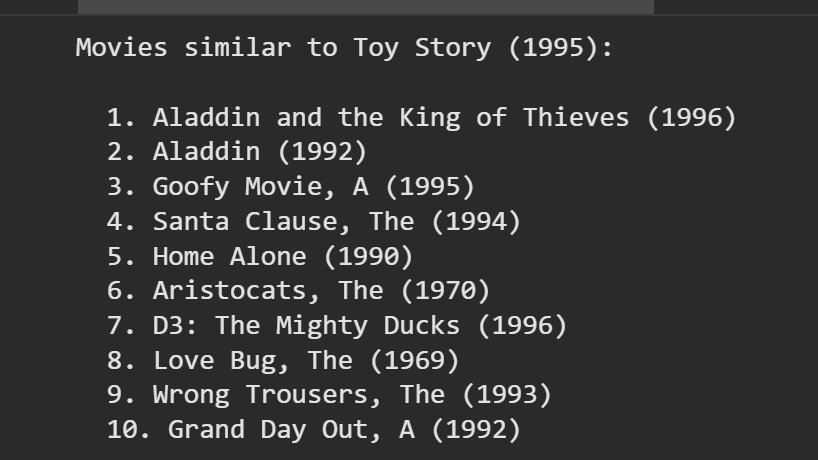 Movies similar to Toy Story (1995):
1. Aladdin and the King of Thieves (1996)
2. Aladdin (1992)
3. Goofy Movie, A (1995)
4. Santa Clause, The (1994)
5. Home Alone (1990)
6. Aristocats, The (1970)
7. D3: The Mighty Ducks (1996)
8. Love Bug, The (1969)
9. Wrong Trousers, The (1993)
10. Grand Day Out, A (1992)